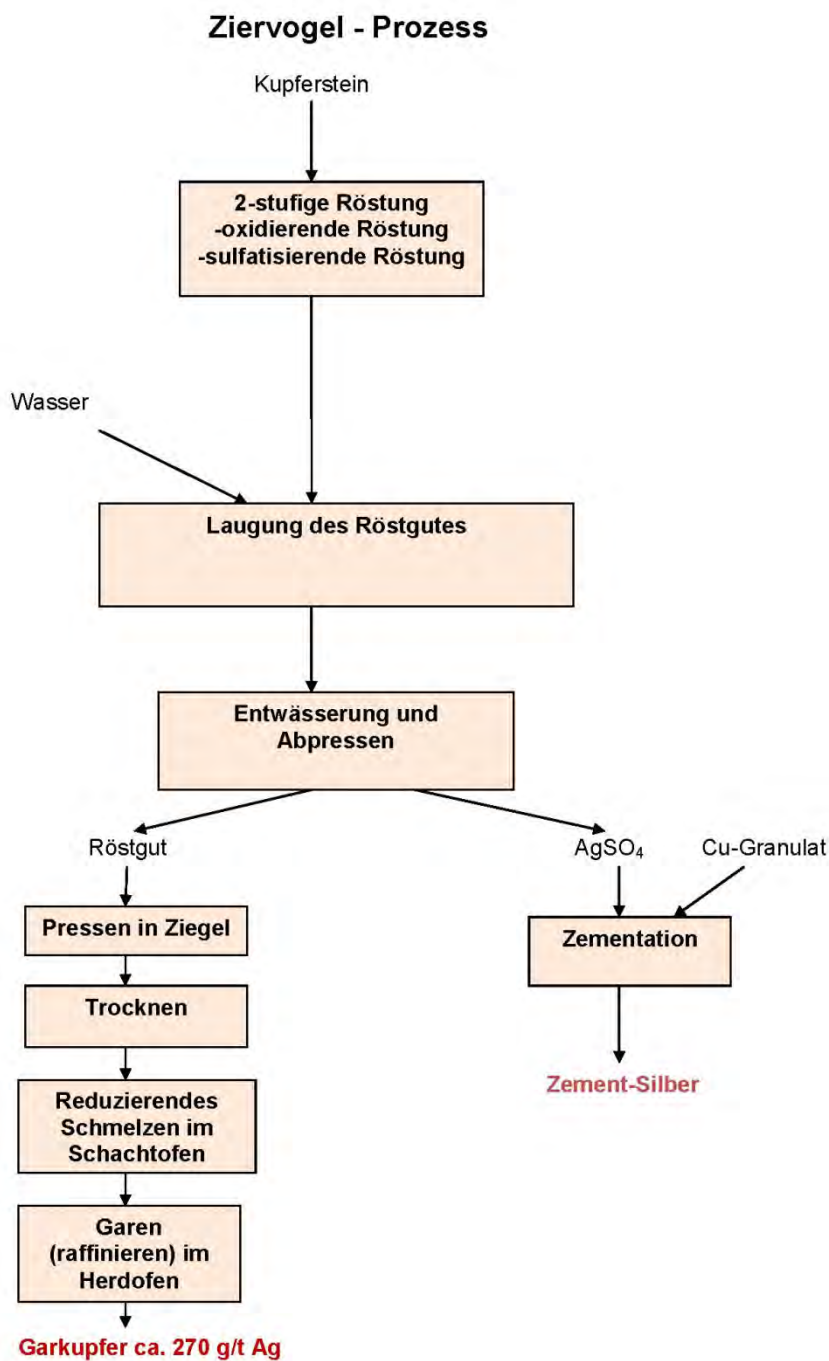 Ziervogel - Prozess
Kupferstein
2-stufige Röstung
-oxidierende Röstung
-sulfatisierende Röstung
Wasser
Laugung des Röstgutes
Entwässerung und
Abpressen
Röstgut
AgSO₄
Cu-Granulat
Pressen in Ziegel
Zementation
Trocknen
Zement-Silber
Reduzierendes
Schmelzen im
Schachtofen
Garen
(raffinieren) im
Herdofen
Garkupfer ca. 270 g/t Ag